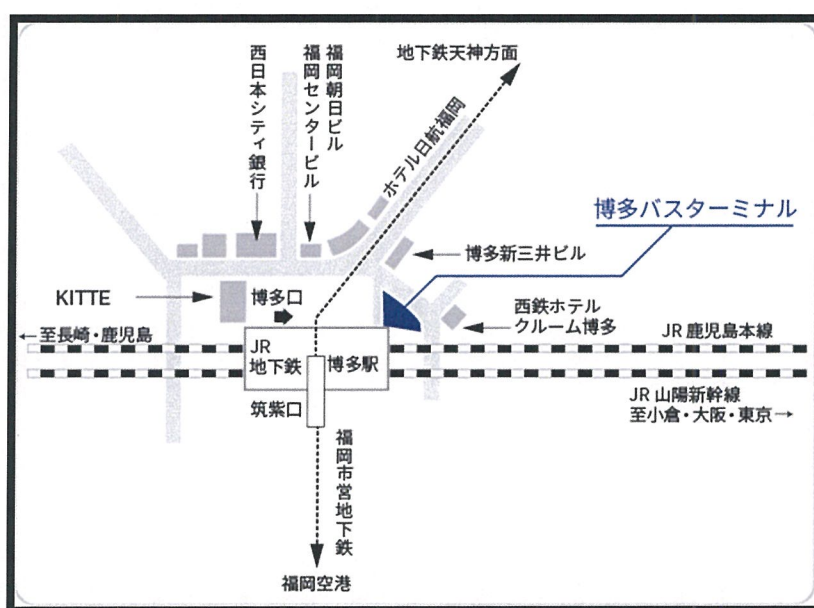 地下鉄天神方面
福岡朝日ビル
福岡センタービル
西日本シティ銀行
ホテル日航福岡
博多バスターミナル
博多新三井ビル
KITTE
博多口
西鉄ホテル
クルーム博多
←至長崎・鹿児島
JR
地下鉄
博多駅
JR 鹿児島本線
筑紫口
JR 山陽新幹線
至小倉・大阪・東京→
福岡市営地下鉄
福岡空港